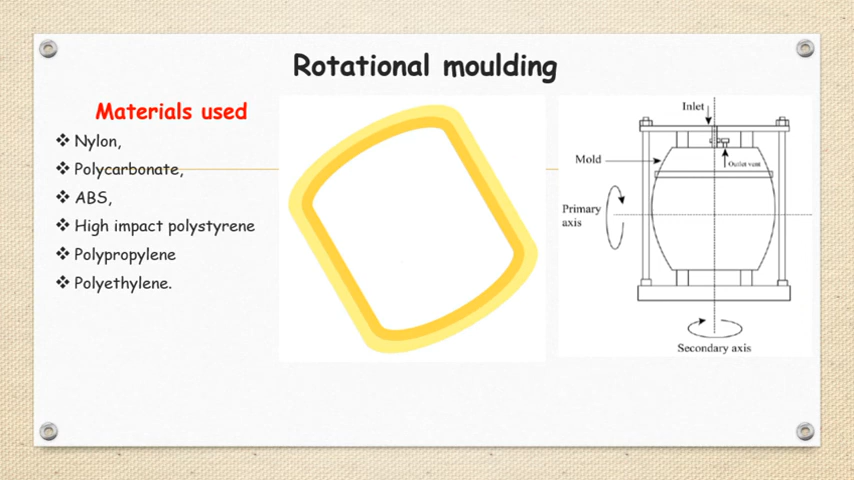 Rotational moulding
Materials used
❖ Nylon,
❖ Polycarbonate,
❖ ABS,
❖ High impact polystyrene
❖ Polypropylene
❖ Polyethylene.
Inlet
Outlet vent
Mold
Primary
axis
Secondary axis